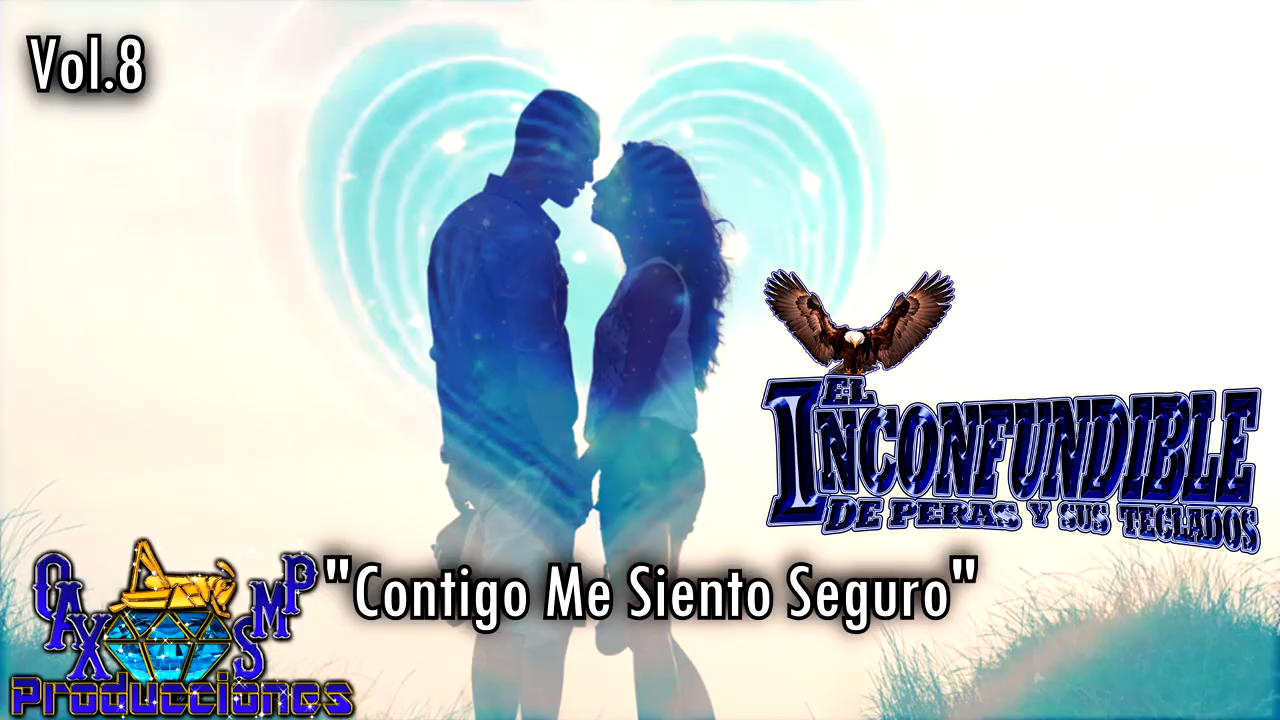 Vol.8
EL
INCONFUNDIBLE
DE PERAS Y SUS TECLADOS
"Contigo Me Siento Seguro"
OAX SMP
Producciones